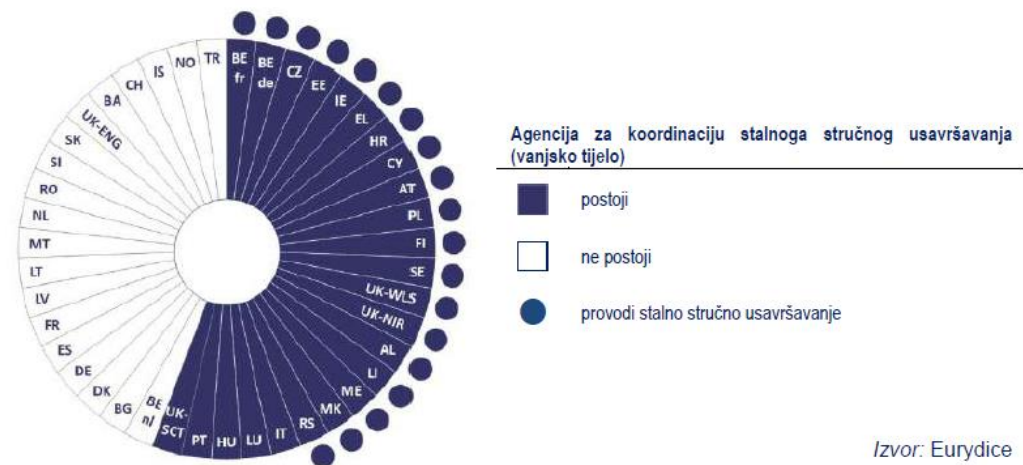 BE
fr
BE
de
CZ
EE
IE
EL
HR
CY
AT
PL
FI
SE
UK-WLS
UK-NIR
AL
LI
ME
MK
RS
IT
LU
HU
PT
UK-
SCT
BE
nl
BG
DK
DE
ES
FR
LV
LT
MT
NL
RO
SI
SK
UK-ENG
BA
CH
IS
NO
TR
Agencija za koordinaciju stalnoga stručnog usavršavanja
(vanjsko tijelo)
postoji
ne postoji
provodi stalno stručno usavršavanje
Izvor: Eurydice